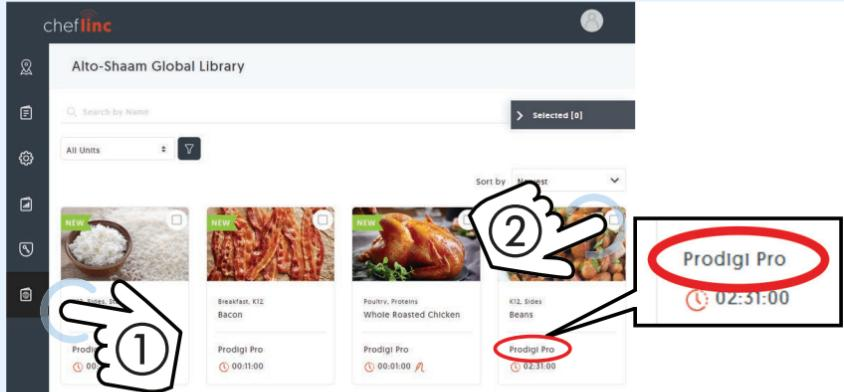 cheflinc
Alto-Shaam Global Library
Search by Name
Selected [0]
All Units
Sort by
NEW
NEW
NEW
2
Sides,
Breakfast, K12
Bacon
Poultry, Proteins
Whole Roasted Chicken
K12, Sides
Beans
1
Prodigi Pro
00:11:00
Prodigi Pro
00:01:00
Prodigi Pro
02:31:00
Prodigi Pro
02:31:00